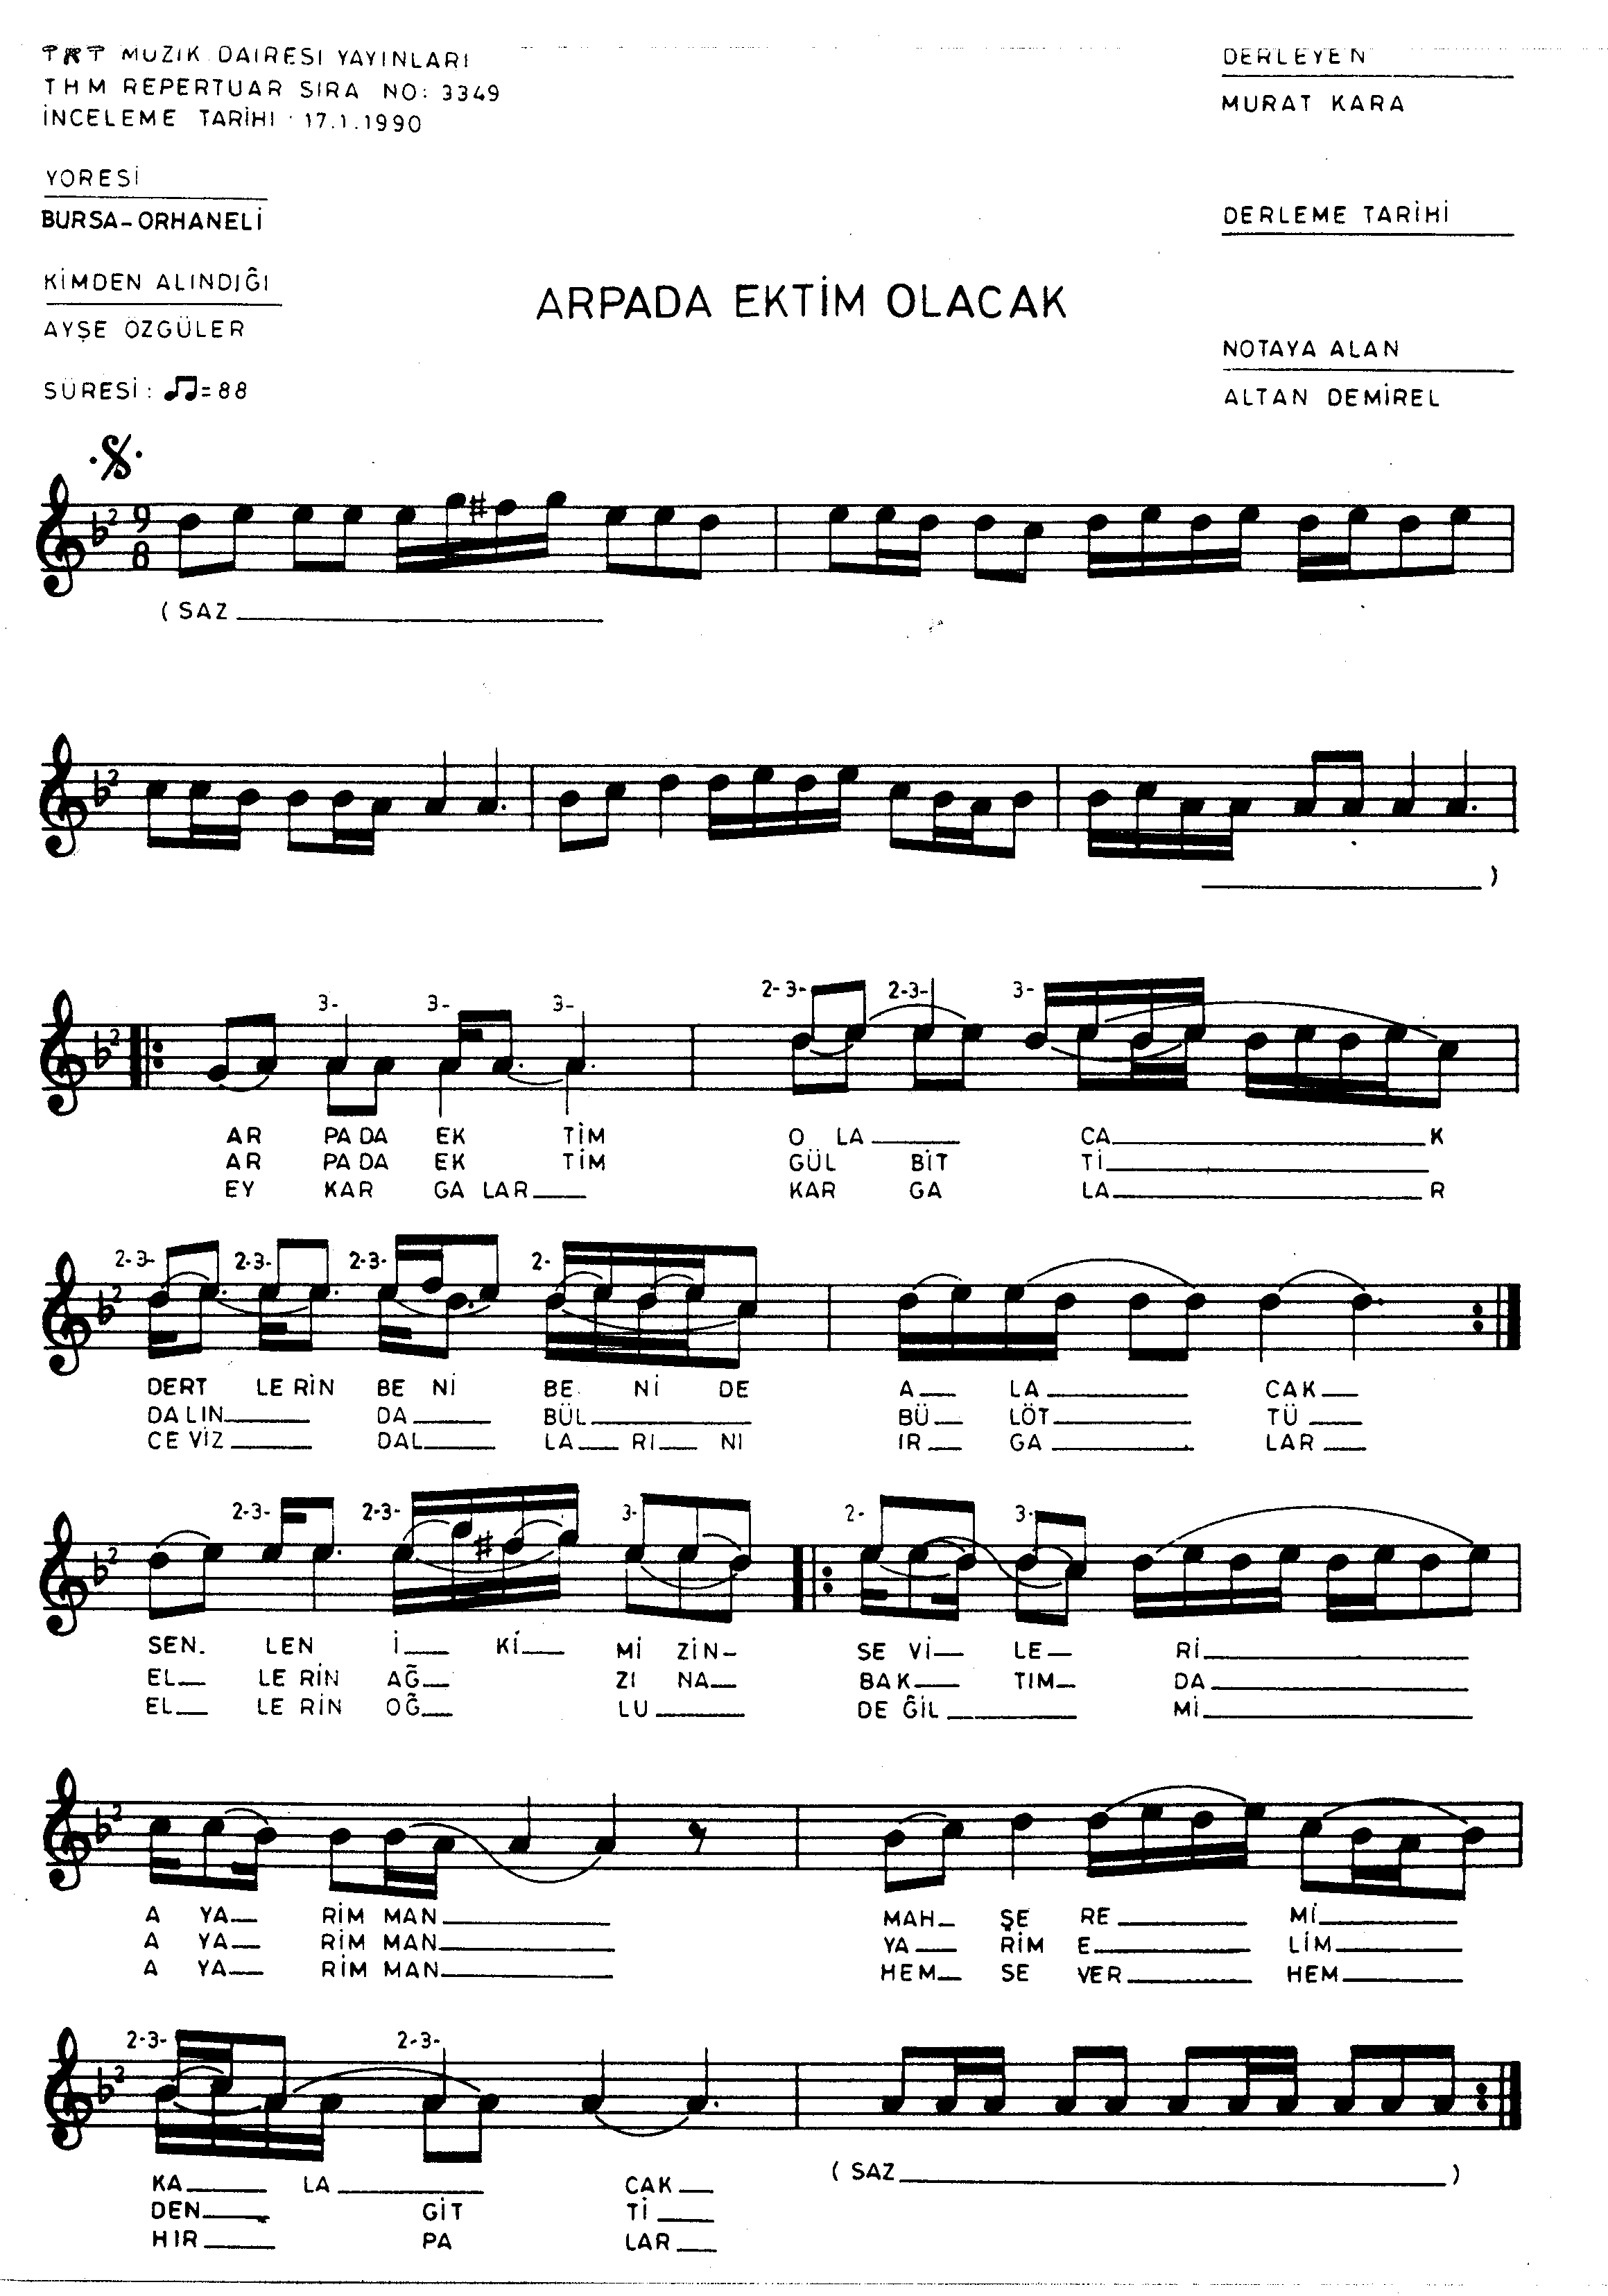 TRT MUZIK DAIRESI YAYINLARI
THM REPERTUAR SIRA NO: 3349
İNCELEME TARİHI : 17.1.1990
DERLEYEN
MURAT KARA
YORESİ
BURSA-ORHANELİ
DERLEME TARİHİ
KİMDEN ALINDIĞI
AYŞE ÖZGÜLER
ARPADA EKTİM OLACAK
NOTAYA ALAN
ALTAN DEMİREL
SÜRESİ : ♫=88
2 9 8
(SAZ
2
)
2 3- 3- 3- 2-3- 2-3- 3-
AR PA DA EK TİM O LA CA K
AR PA DA EK TİM GÜL BİT Tİ
EY KAR GA LAR KAR GA LA R
2 2-3- 2-3- 2-3- 2-
DERT LE RİN BE Nİ BE Nİ DE A LA CAK
DA LIN DA BÜL BÜ LÖT TÜ
CE VİZ DAL LA RI NI IR GA LAR
2 2-3- 2-3- 3- 2- 3-
SEN LEN İ Kİ Mİ ZİN- SE Vİ LE Rİ
EL LE RİN AĞ ZI NA BAK TIM DA
EL LE RİN OĞ LU DE ĞİL Mİ
2
A YA RİM MAN MAH ŞE RE Mİ
A YA RİM MAN YA RİM E LİM
A YA RİM MAN HEM SE VER HEM
2 2-3- 2-3-
KA LA CAK (SAZ )
DEN GİT Tİ
HIR PA LAR